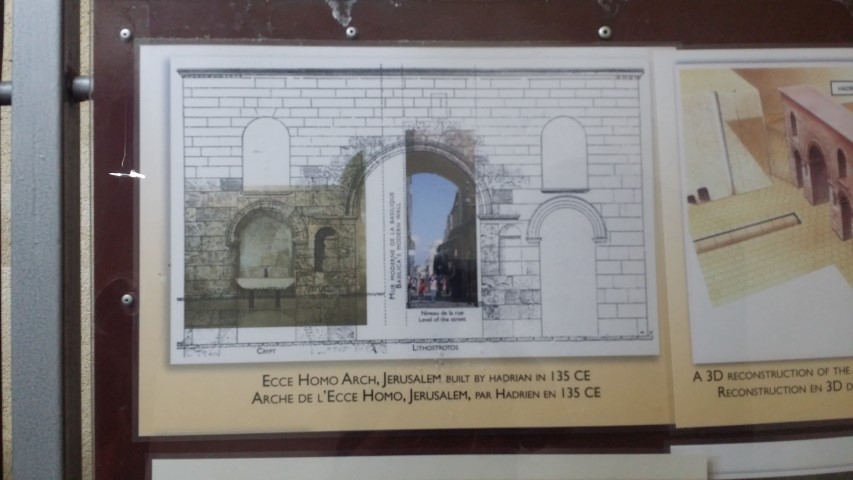 MUR MODERNE DE LA BASILIQUE
BASILICA'S MODERN WALL
Niveau de la rue
Level of the street
CRYPT
LITHOSTROTOS
ECCE HOMO ARCH, JERUSALEM BUILT BY HADRIAN IN 135 CE
ARCHE DE L'ECCE HOMO, JERUSALEM, PAR HADRIEN EN 135 CE
A 3D RECONSTRUCTION OF THE
RECONSTRUCTION EN 3D D